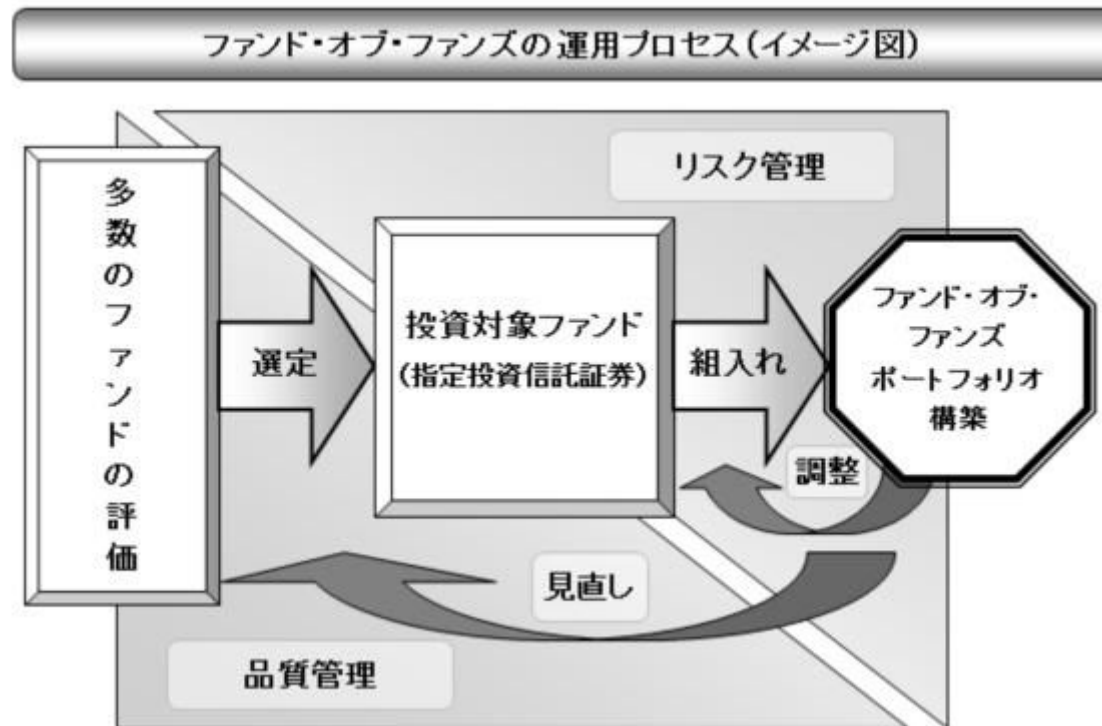 ファンド・オブ・ファンズの運用プロセス(イメージ図)
リスク管理
多数のファンドの評価
選定
投資対象ファンド
(指定投資信託証券)
組入れ
ファンド・オブ・
ファンズ
ポートフォリオ
構築
調整
見直し
品質管理